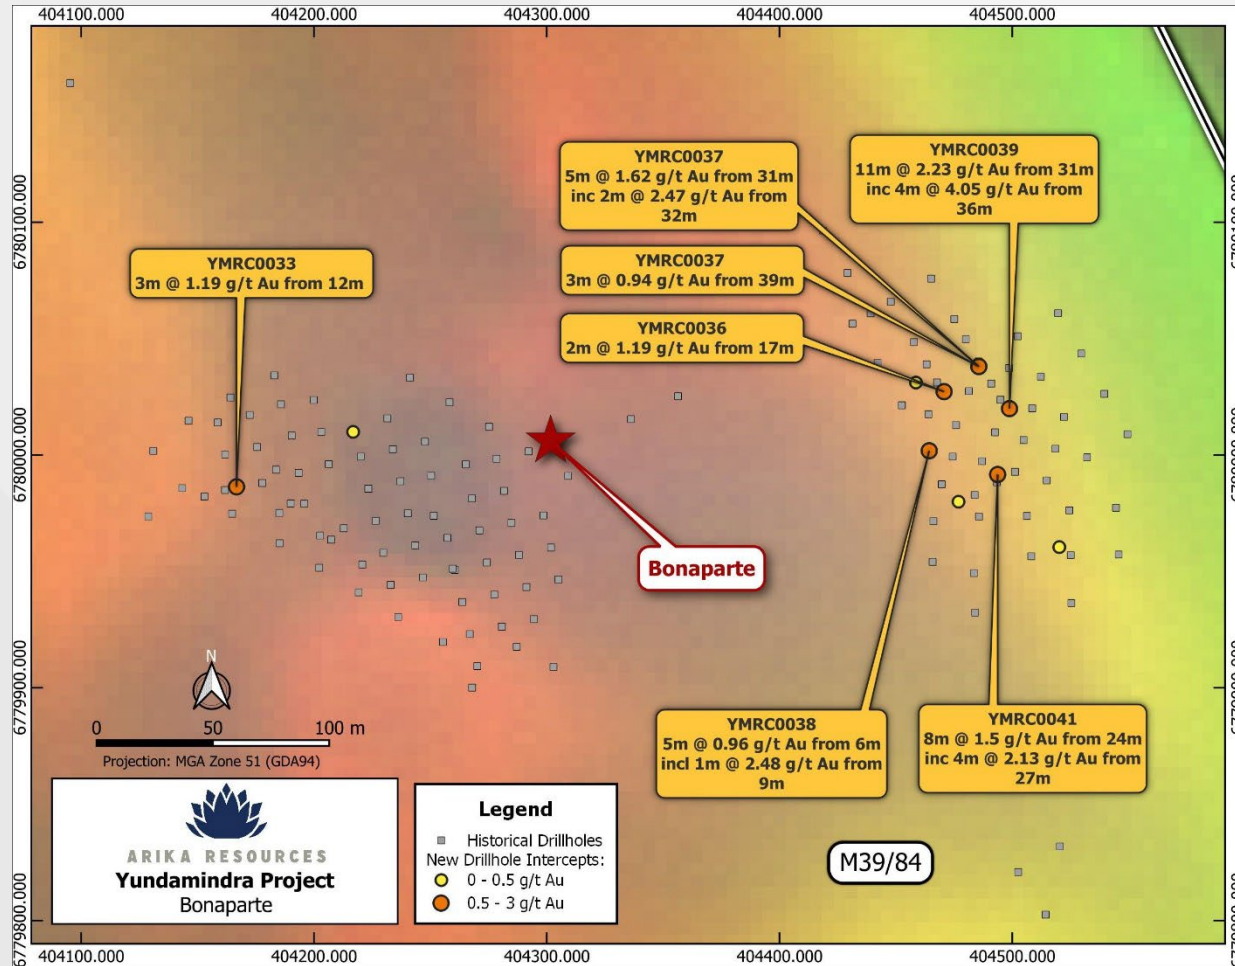 404100.000 404200.000 404300.000 404400.000 404500.000
YMRC0037
5m @ 1.62 g/t Au from 31m
inc 2m @ 2.47 g/t Au from
32m
YMRC0039
11m @ 2.23 g/t Au from 31m
inc 4m @ 4.05 g/t Au from
36m
6780100.000
YMRC0033
3m @ 1.19 g/t Au from 12m
YMRC0037
3m @ 0.94 g/t Au from 39m
YMRC0036
2m @ 1.19 g/t Au from 17m
6780000.000
Bonaparte
6779900.000
N
0 50 100 m
Projection: MGA Zone 51 (GDA94)
YMRC0038
5m @ 0.96 g/t Au from 6m
incl 1m @ 2.48 g/t Au from
9m
YMRC0041
8m @ 1.5 g/t Au from 24m
inc 4m @ 2.13 g/t Au from
27m
ARIKA RESOURCES
Yundamindra Project
Bonaparte
Legend
Historical Drillholes
New Drillhole Intercepts:
0 - 0.5 g/t Au
0.5 - 3 g/t Au
M39/84
6779800.000
404100.000 404200.000 404300.000 404400.000 404500.000